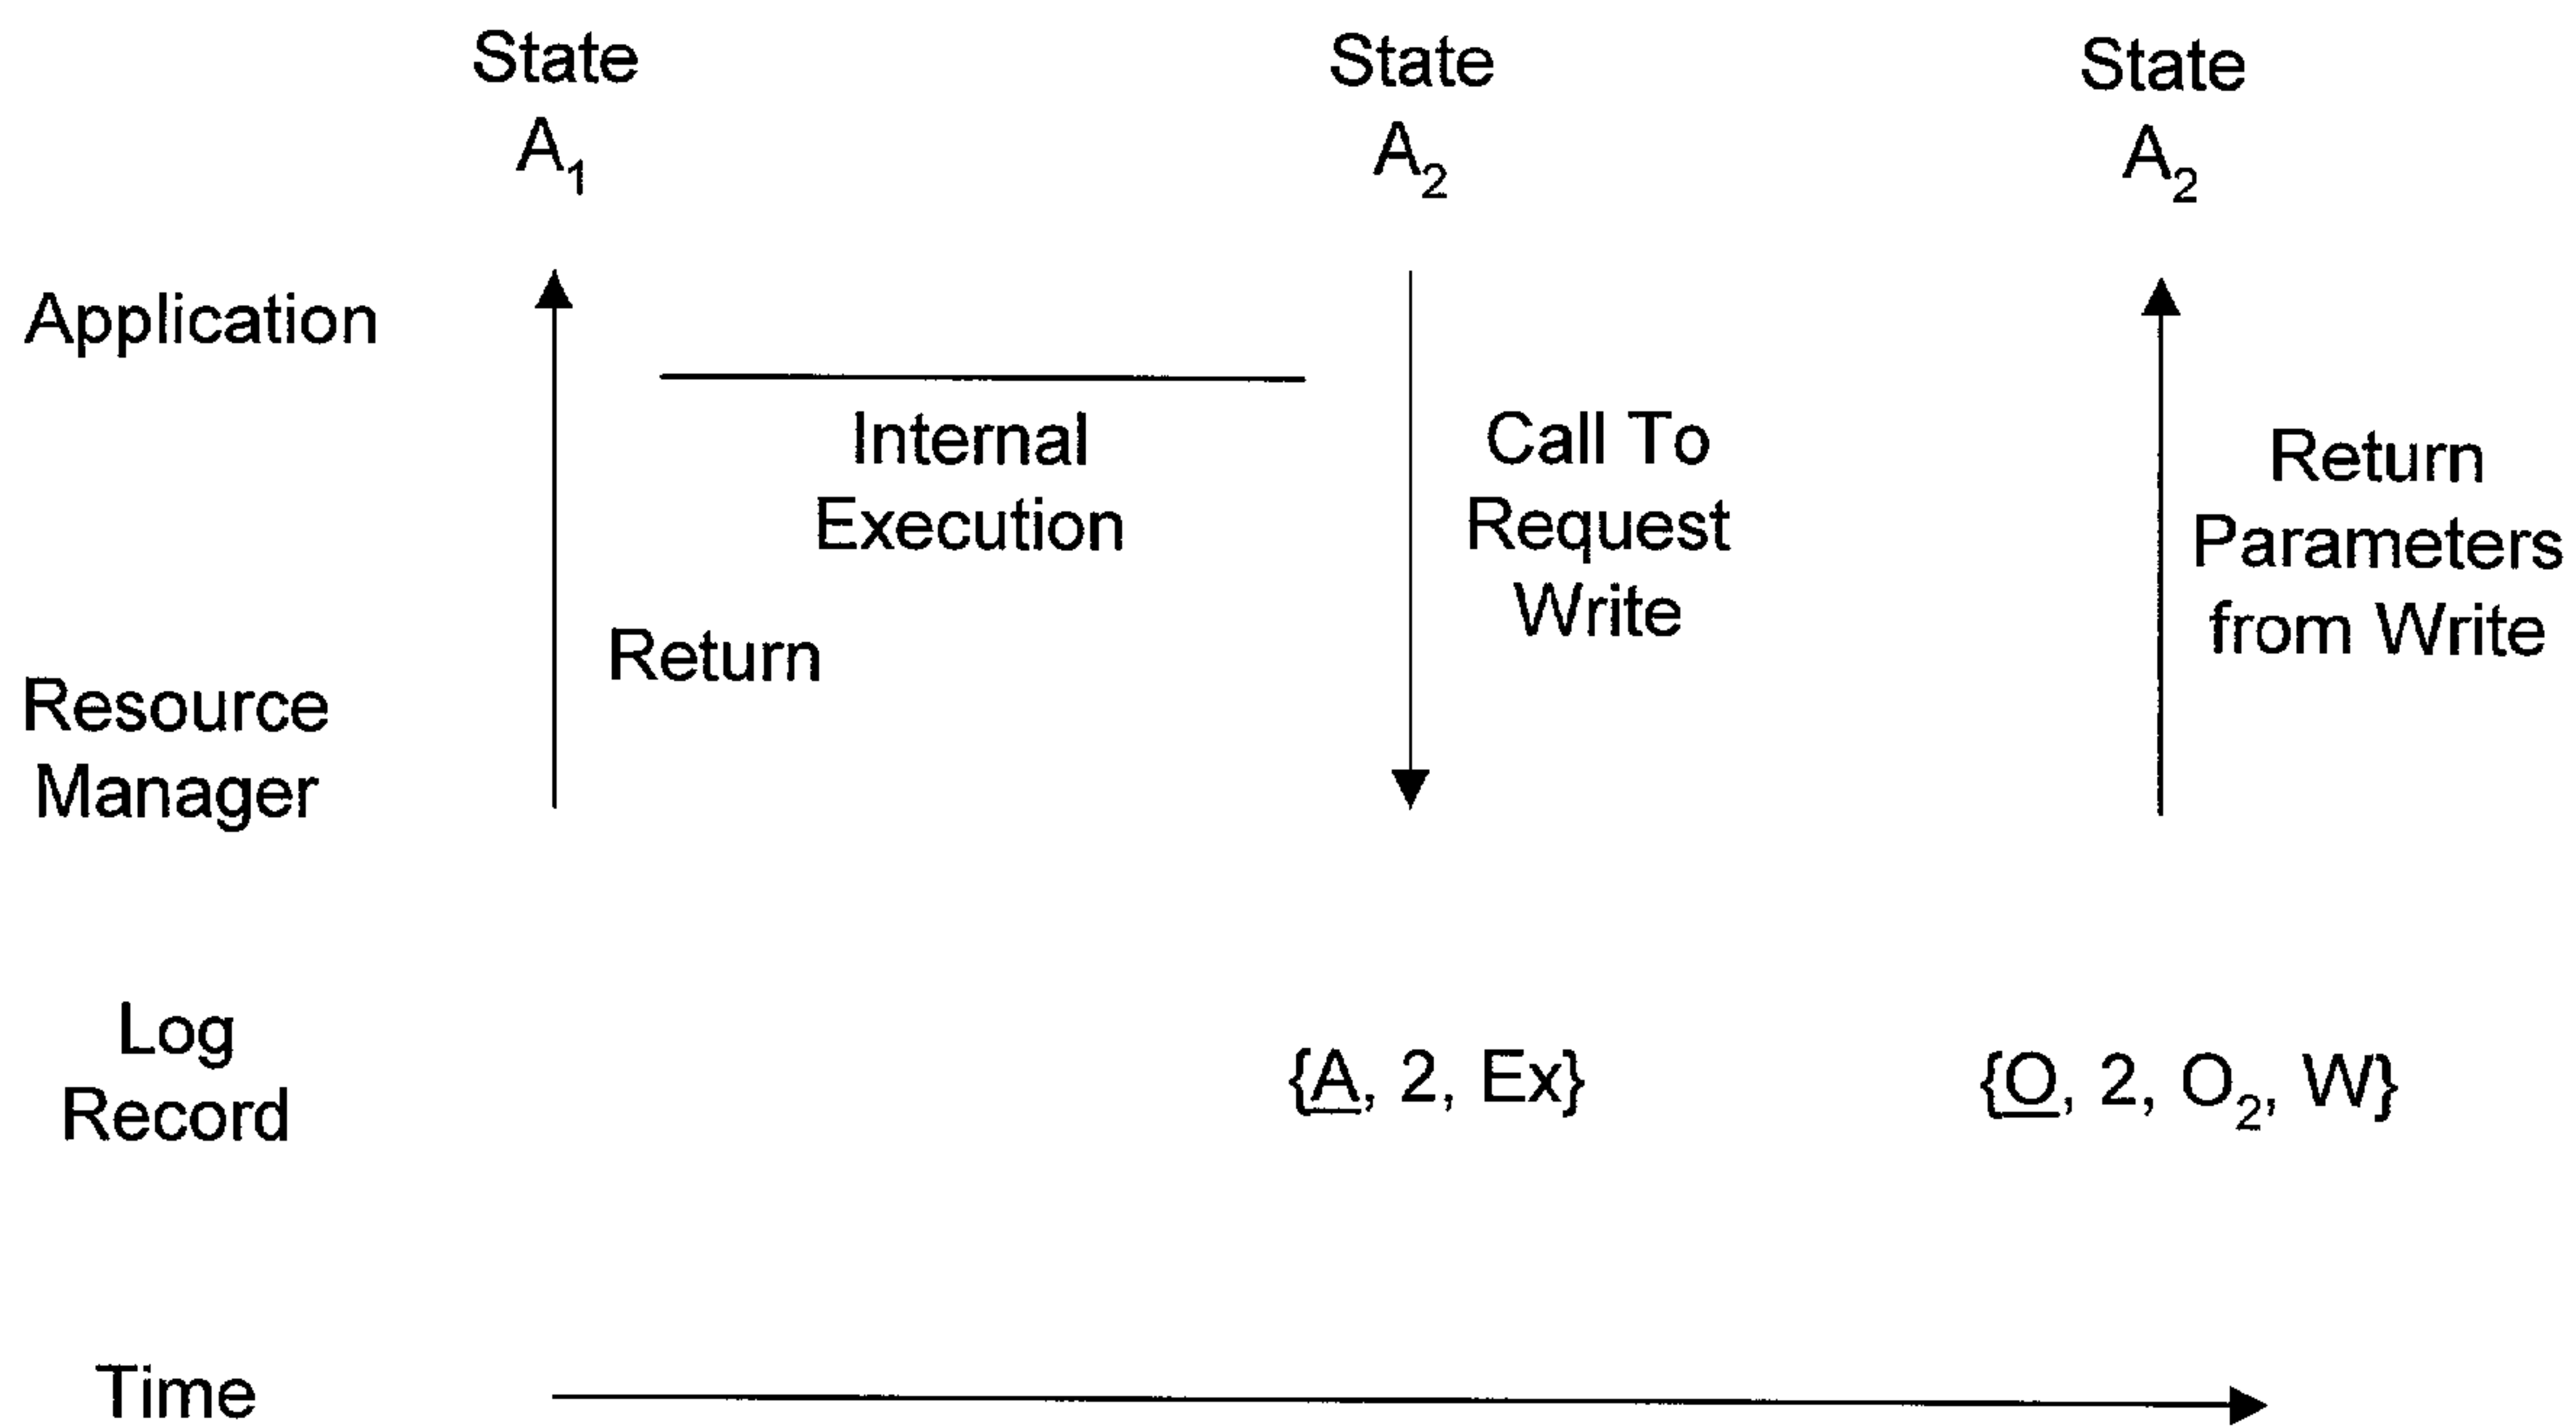 State
A₁
State
A₂
State
A₂
Application
Internal
Execution
Call To
Request
Write
Return
Parameters
from Write
Return
Resource
Manager
Log
Record
{A, 2, Ex}
{O, 2, O₂, W}
Time